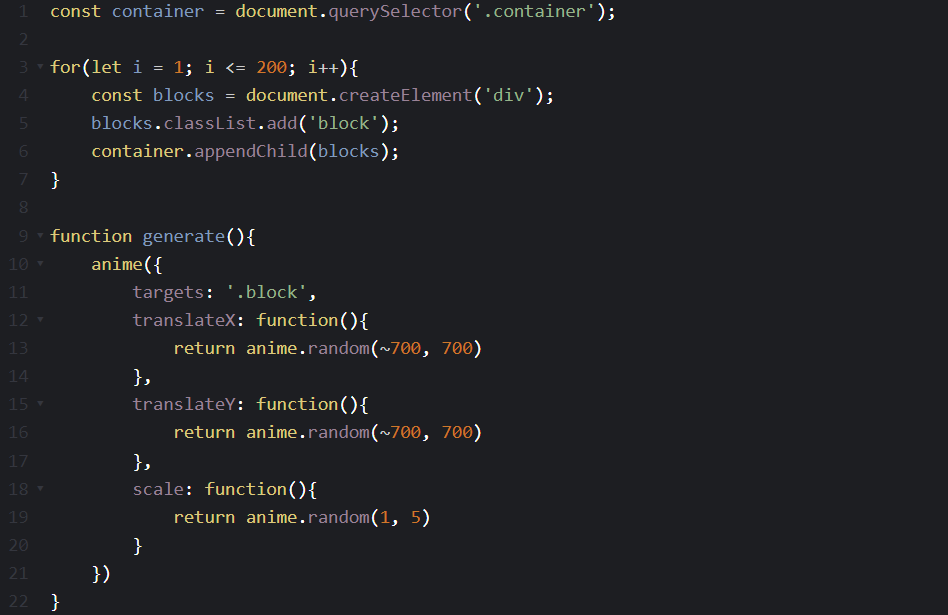 1 const container = document.querySelector('.container');
2
3 for(let i = 1; i <= 200; i++){
4     const blocks = document.createElement('div');
5     blocks.classList.add('block');
6     container.appendChild(blocks);
7 }
8
9 function generate(){
10     anime({
11         targets: '.block',
12         translateX: function(){
13             return anime.random(~700, 700)
14         },
15         translateY: function(){
16             return anime.random(~700, 700)
17         },
18         scale: function(){
19             return anime.random(1, 5)
20         }
21     })
22 }